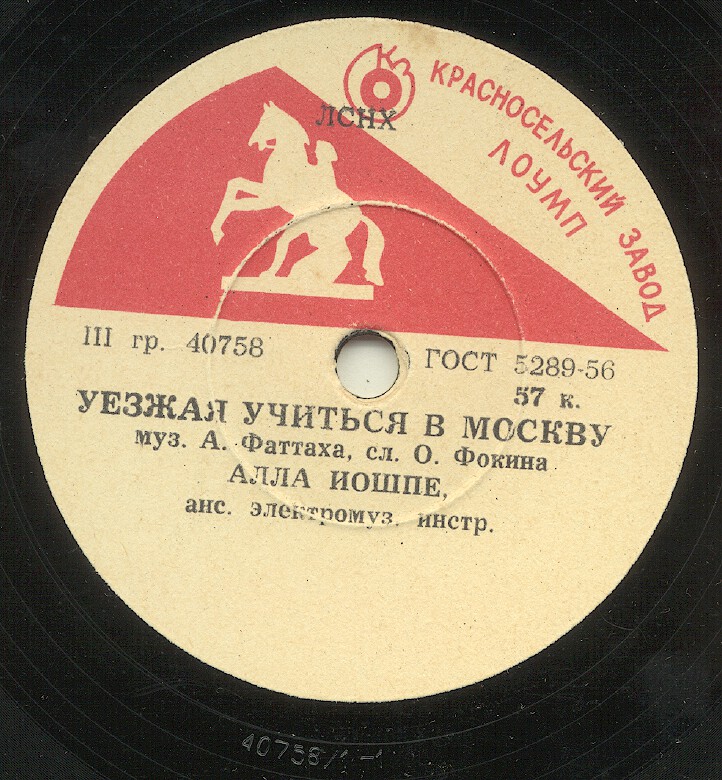 КЗ
КРАСНОСЕЛЬСКИЙ ЗАВОД
ЛОУМП
ЛСНХ
III гр. 40758
ГОСТ 5289-56
57 к.
УЕЗЖАЯ УЧИТЬСЯ В МОСКВУ
муз. А. Фаттаха, сл. О. Фокина
АЛЛА ИОШПЕ,
анс. электромуз. инстр.
40758/1-1